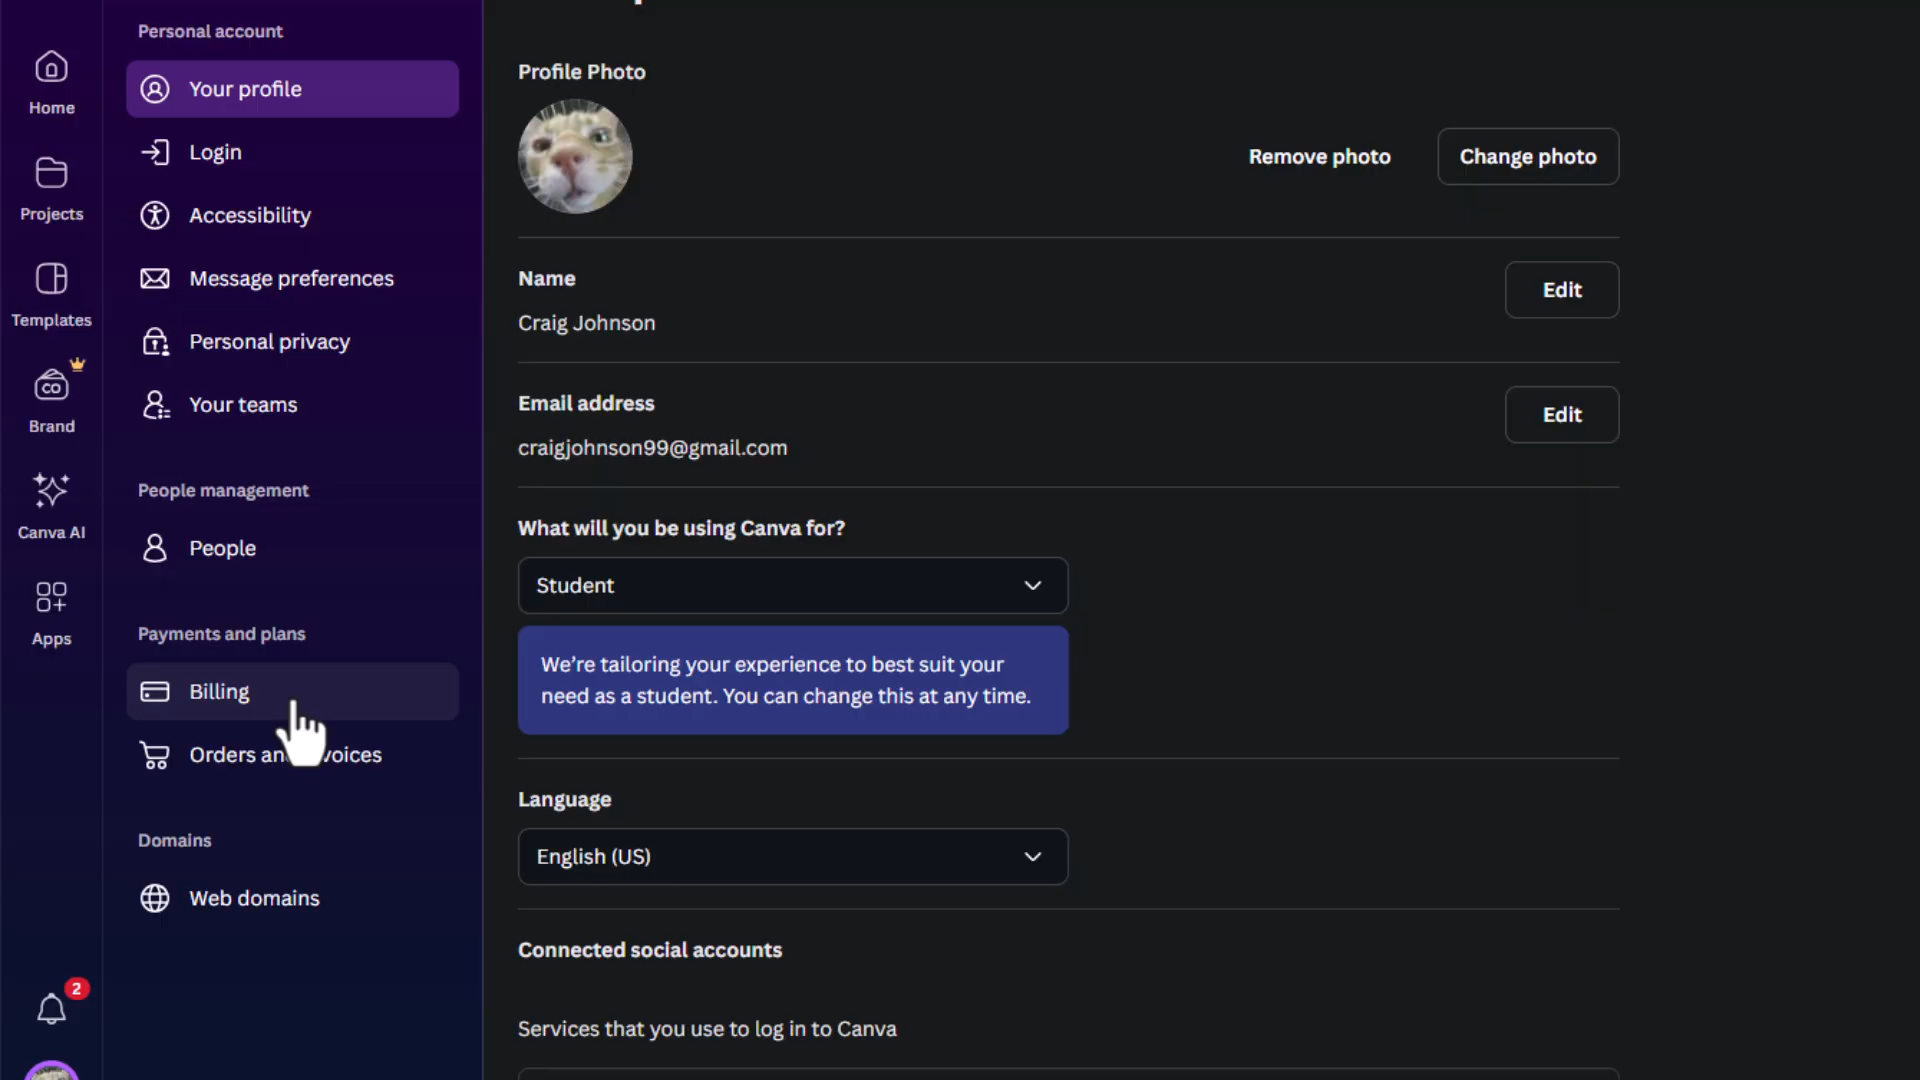 Home
Projects
Templates
CO
Brand
Canva AI
Apps
2
Personal account
Your profile
Login
Accessibility
Message preferences
Personal privacy
Your teams
People management
People
Payments and plans
Billing
Orders an voices
Domains
Web domains
Profile Photo
Remove photo
Change photo
Name
Craig Johnson
Edit
Email address
craigjohnson99@gmail.com
Edit
What will you be using Canva for?
Student
We’re tailoring your experience to best suit your
need as a student. You can change this at any time.
Language
English (US)
Connected social accounts
Services that you use to log in to Canva